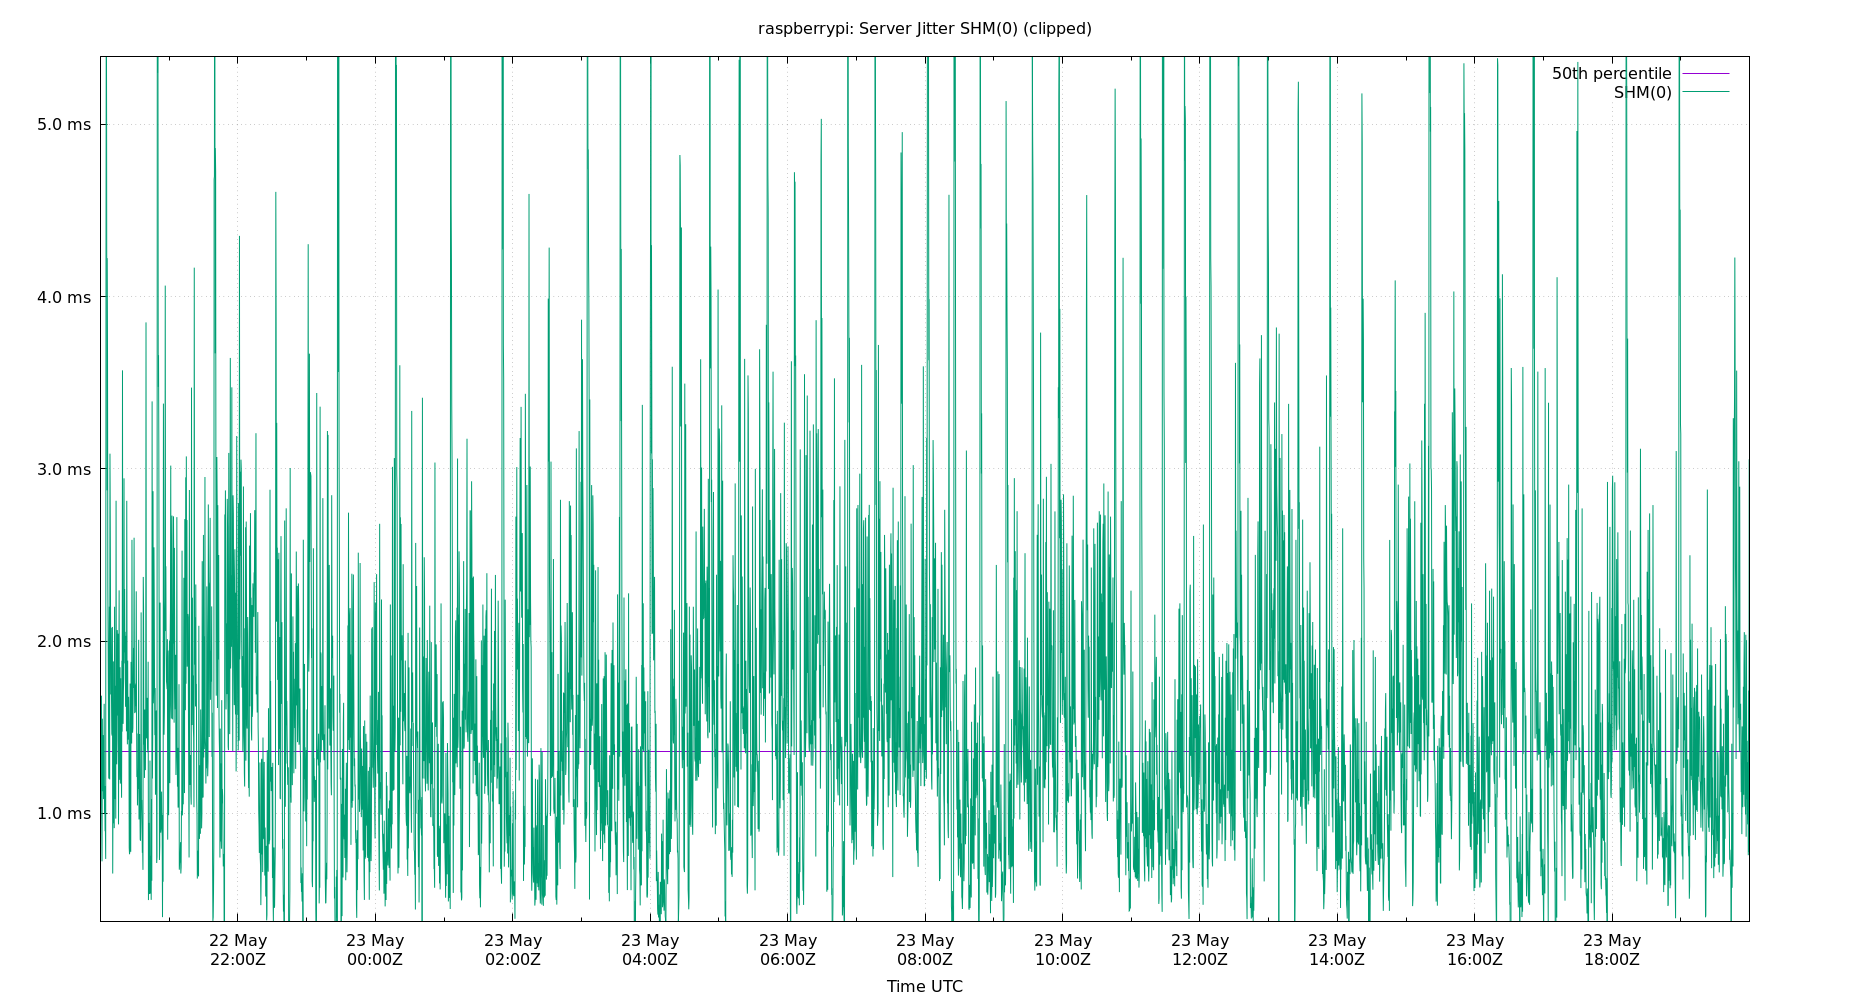 raspberrypi: Server Jitter SHM(0) (clipped)
50th percentile
SHM(0)
5.0 ms
4.0 ms
3.0 ms
2.0 ms
1.0 ms
22 May 23 May 23 May 23 May 23 May 23 May 23 May 23 May 23 May 23 May 23 May
22:00Z 00:00Z 02:00Z 04:00Z 06:00Z 08:00Z 10:00Z 12:00Z 14:00Z 16:00Z 18:00Z
Time UTC